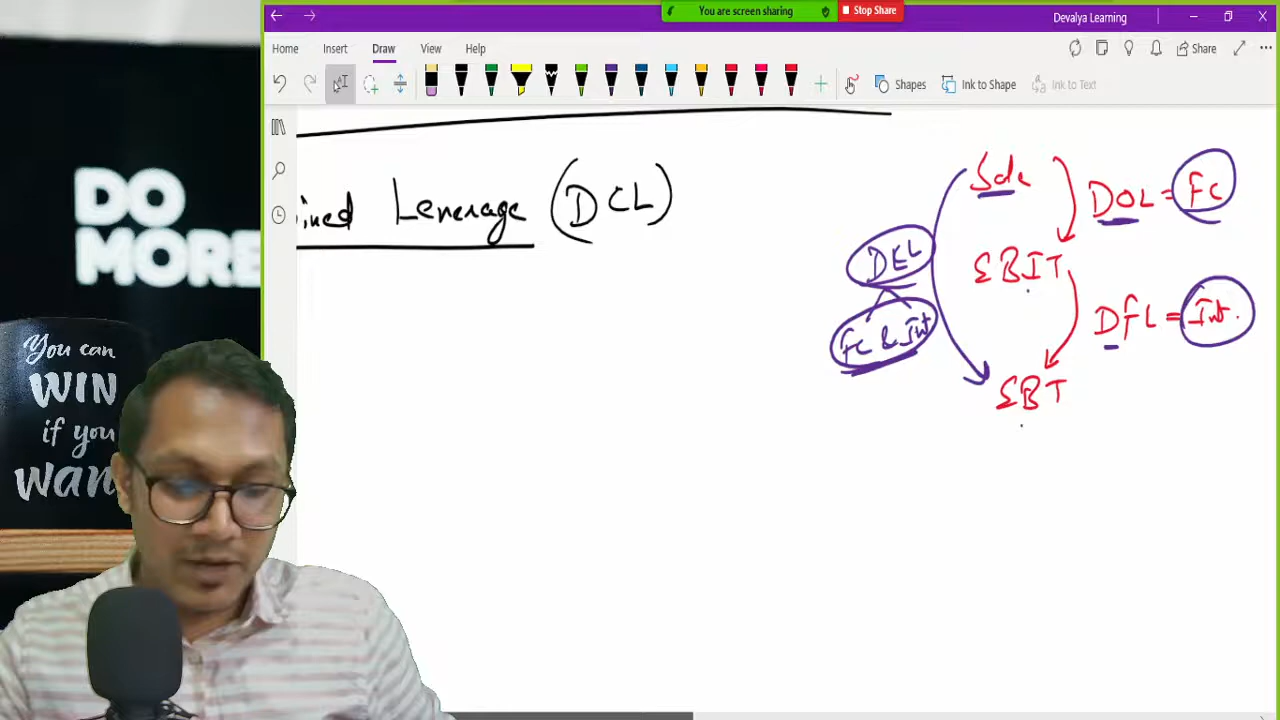 You are screen sharing
Stop Share
Devalya Learning
Home Insert Draw View Help
Share
Shapes
Ink to Shape
Ink to Text
ined Leverage (DCL)
Sale
DOL = FC
EBIT
DCL
FC & Int
DFL = Int.
EBT
DO
MORE
You can
WIN
if you
want